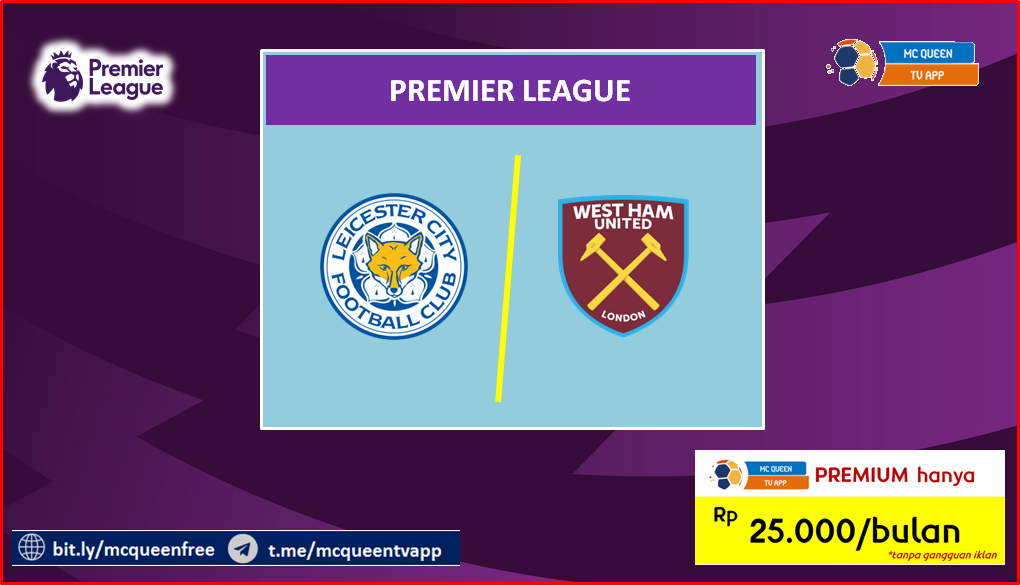 Premier
League
MC QUEEN
TV APP
PREMIER LEAGUE
LEICESTER CITY
FOOTBALL CLUB
WEST HAM
UNITED
LONDON
MC QUEEN
TV APP
PREMIUM hanya
Rp 25.000/bulan
*tanpa gangguan iklan
bit.ly/mcqueenfree
t.me/mcqueentvapp